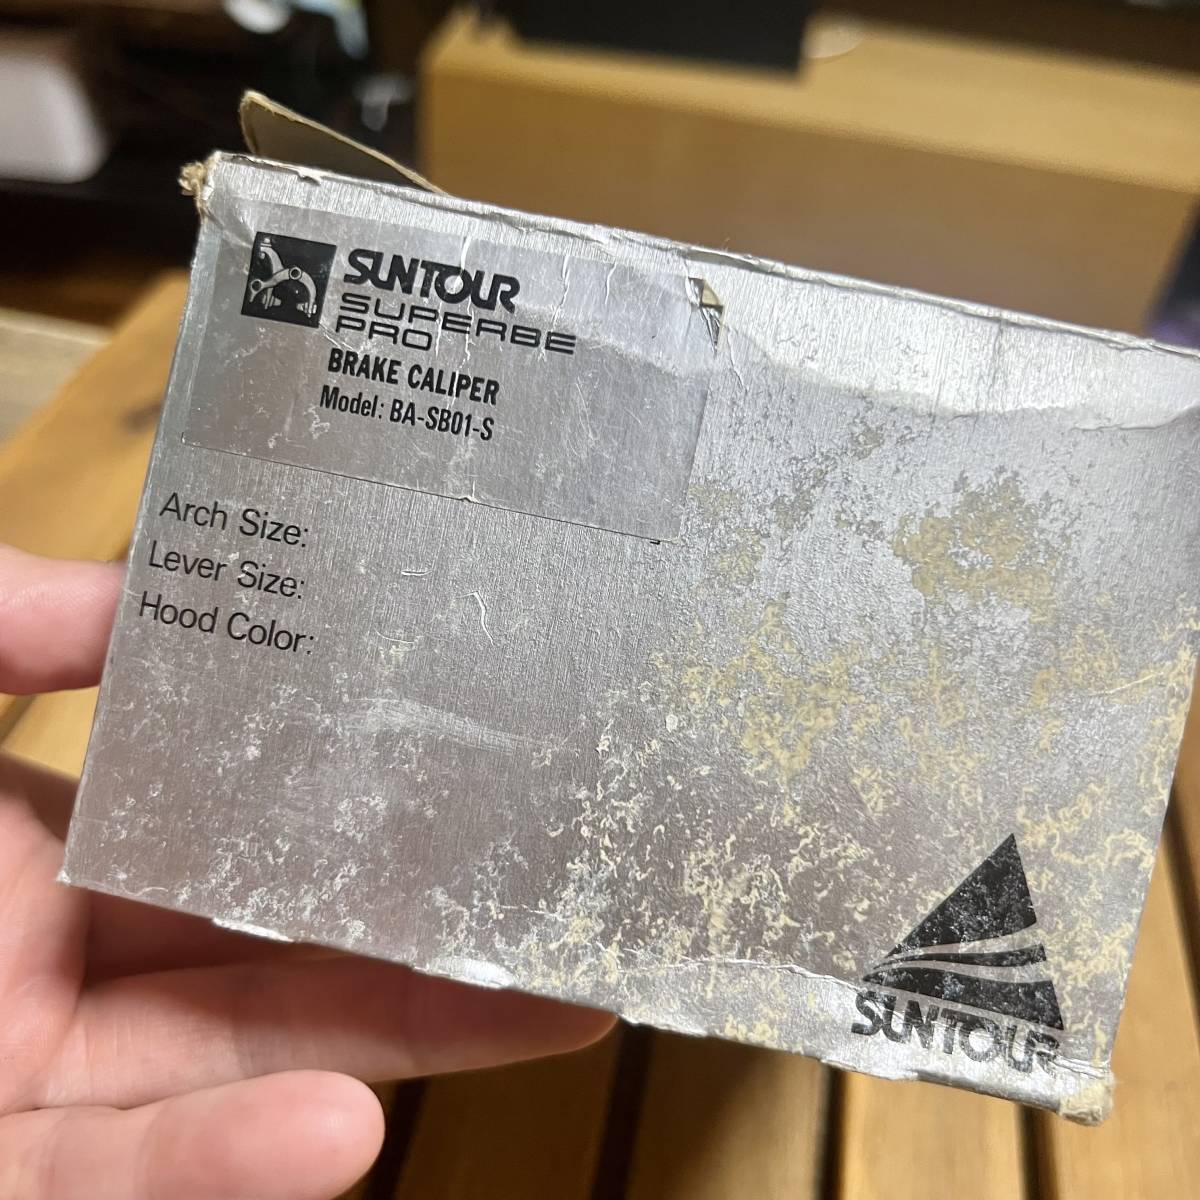 SUNTOUR
SUPERBE
PRO
BRAKE CALIPER
Model: BA-SB01-S
Arch Size:
Lever Size:
Hood Color:
SUNTOUR